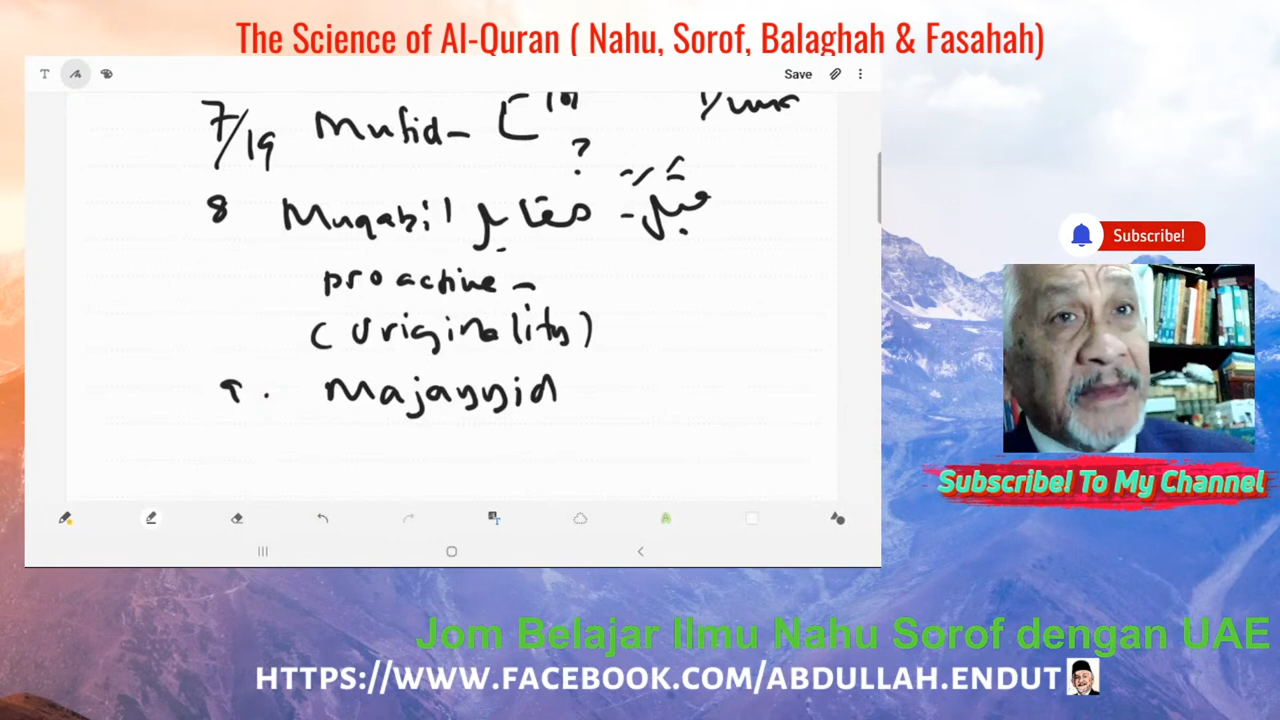 The Science of Al-Quran ( Nahu, Sorof, Balaghah & Fasahah)
T
Save
7/19 Mufid-
?
8 Muqabil مقابل
proactive -
(originality)
9. Majayyid
Subscribe!
Subscribe! To My Channel
Jom Belajar Ilmu Nahu Sorof dengan UAE
HTTPS://WWW.FACEBOOK.COM/ABDULLAH.ENDUT